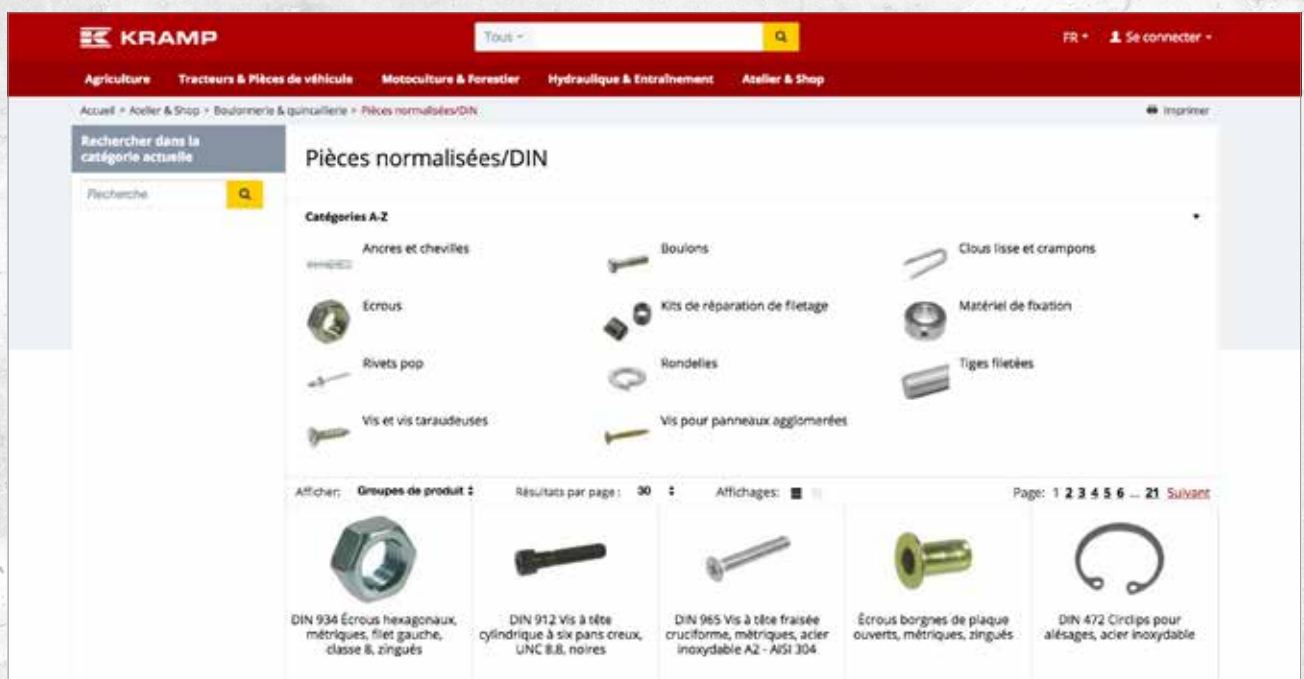 KRAMP
Tous
FR
Se connecter
Agriculture Tracteurs & Pièces de véhicule Motoculture & Forestier Hydraulique & Entraînement Atelier & Shop
Accueil > Atelier & Shop > Boulonnerie & quincaillerie > Pièces normalisées/DIN
Imprimer
Rechercher dans la
catégorie actuelle
Recherche
Pièces normalisées/DIN
Catégories A-Z
Ancres et chevilles
Boulons
Clous lisse et crampons
Ecrous
Kits de réparation de filetage
Matériel de fixation
Rivets pop
Rondelles
Tiges filetées
Vis et vis taraudeuses
Vis pour panneaux agglomerées
Afficher: Groupes de produit
Résultats par page: 30
Affichages:
Page: 1 2 3 4 5 6 ... 21 Suivant
DIN 934 Écrous hexagonaux,
métriques, filet gauche,
classe 8, zingués
DIN 912 Vis à tête
cylindrique à six pans creux,
UNC 8.8, noires
DIN 965 Vis à tête fraisée
cruciforme, métriques, acier
inoxydable A2 - AISI 304
Écrous borgnes de plaque
ouverts, métriques, zingués
DIN 472 Circlips pour
alésages, acier inoxydable